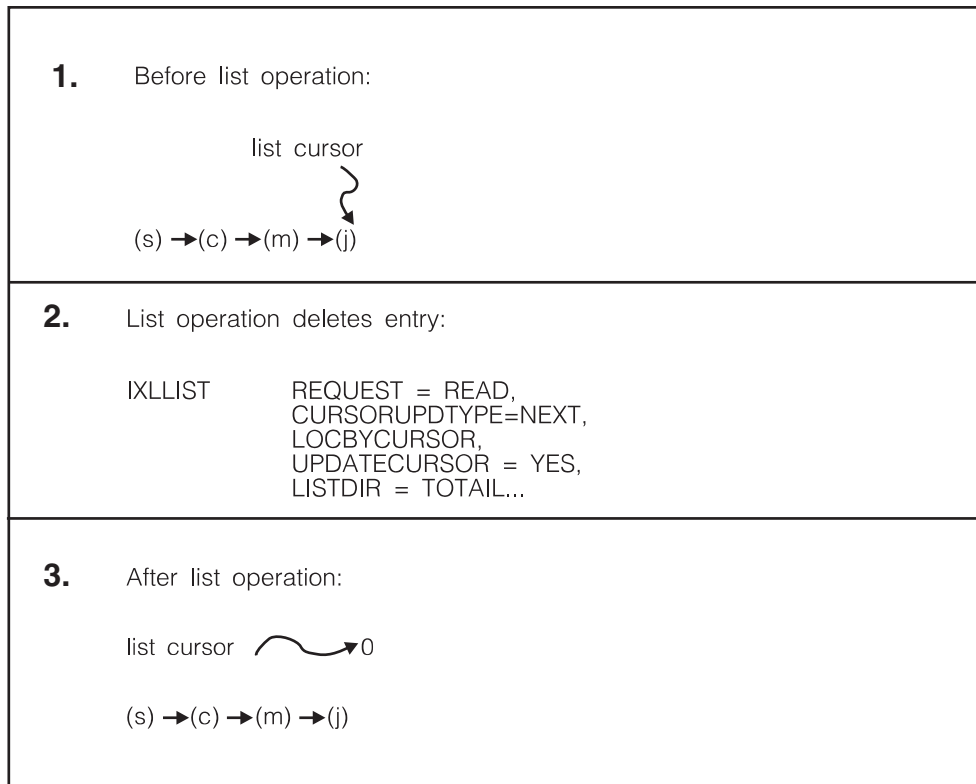 1. Before list operation:
list cursor
(s) →(c) →(m) →(j)
2. List operation deletes entry:
IXLLIST REQUEST = READ,
CURSORUPDTYPE=NEXT,
LOCBYCURSOR,
UPDATECURSOR = YES,
LISTDIR = TOTAIL...
3. After list operation:
list cursor 0
(s) →(c) →(m) →(j)